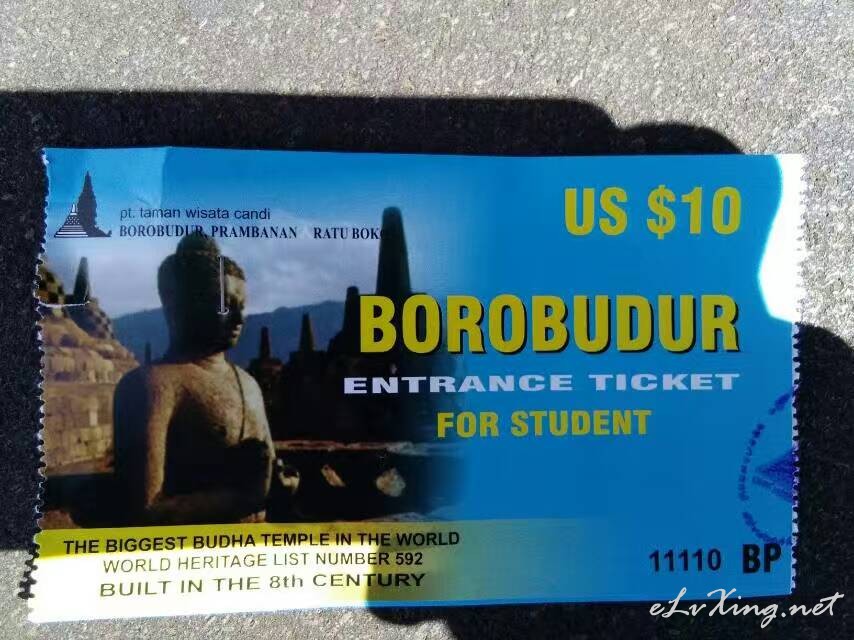 pt. taman wisata candi
BOROBUDUR, PRAMBANAN RATU BOKO
US $10
BOROBUDUR
ENTRANCE TICKET
FOR STUDENT
THE BIGGEST BUDHA TEMPLE IN THE WORLD
WORLD HERITAGE LIST NUMBER 592
BUILT IN THE 8th CENTURY
11110 BP
eLvXing.net